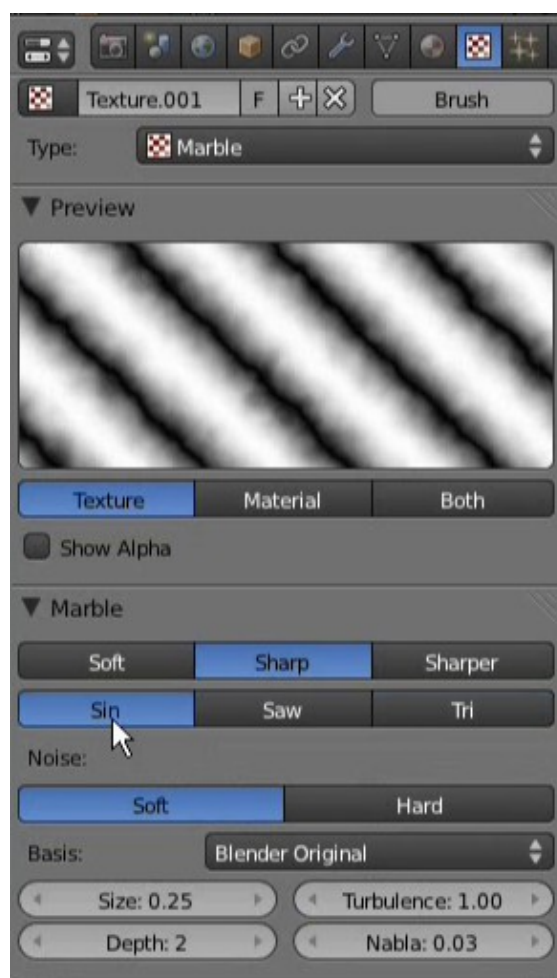 Texture.001 F Brush
Type: Marble
Preview
Texture Material Both
Show Alpha
Marble
Soft Sharp Sharper
Sin Saw Tri
Noise:
Soft Hard
Basis: Blender Original
Size: 0.25 Turbulence: 1.00
Depth: 2 Nabla: 0.03